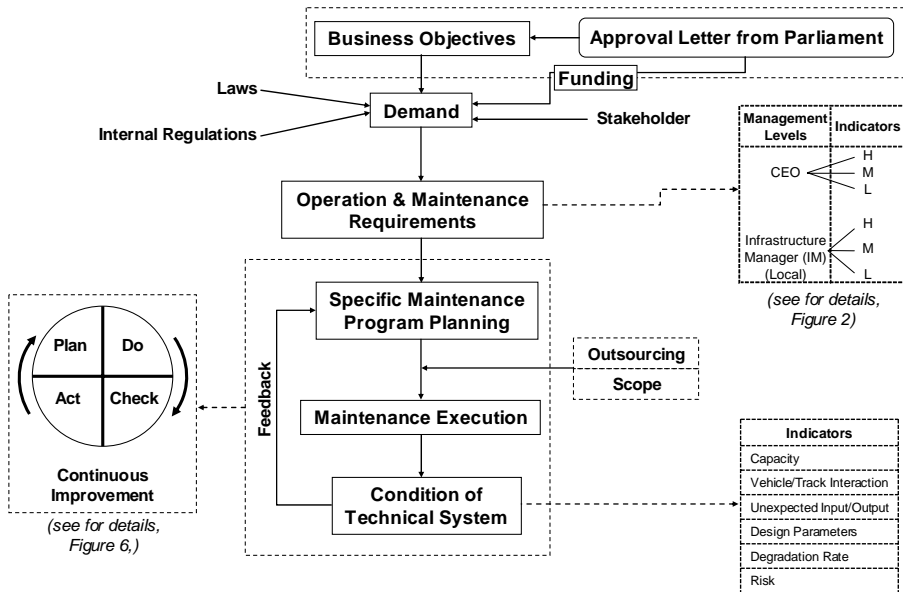 Business Objectives
Approval Letter from Parliament
Funding
Laws
Demand
Internal Regulations
Stakeholder
Management
Levels
Indicators
CEO
H
M
L
Infrastructure
Manager (IM)
(Local)
H
M
L
(see for details,
Figure 2)
Operation & Maintenance
Requirements
Specific Maintenance
Program Planning
Outsourcing
Scope
Feedback
Maintenance Execution
Condition of
Technical System
Plan
Do
Act
Check
Continuous
Improvement
(see for details,
Figure 6,)
Indicators
Capacity
Vehicle/Track Interaction
Unexpected Input/Output
Design Parameters
Degradation Rate
Risk